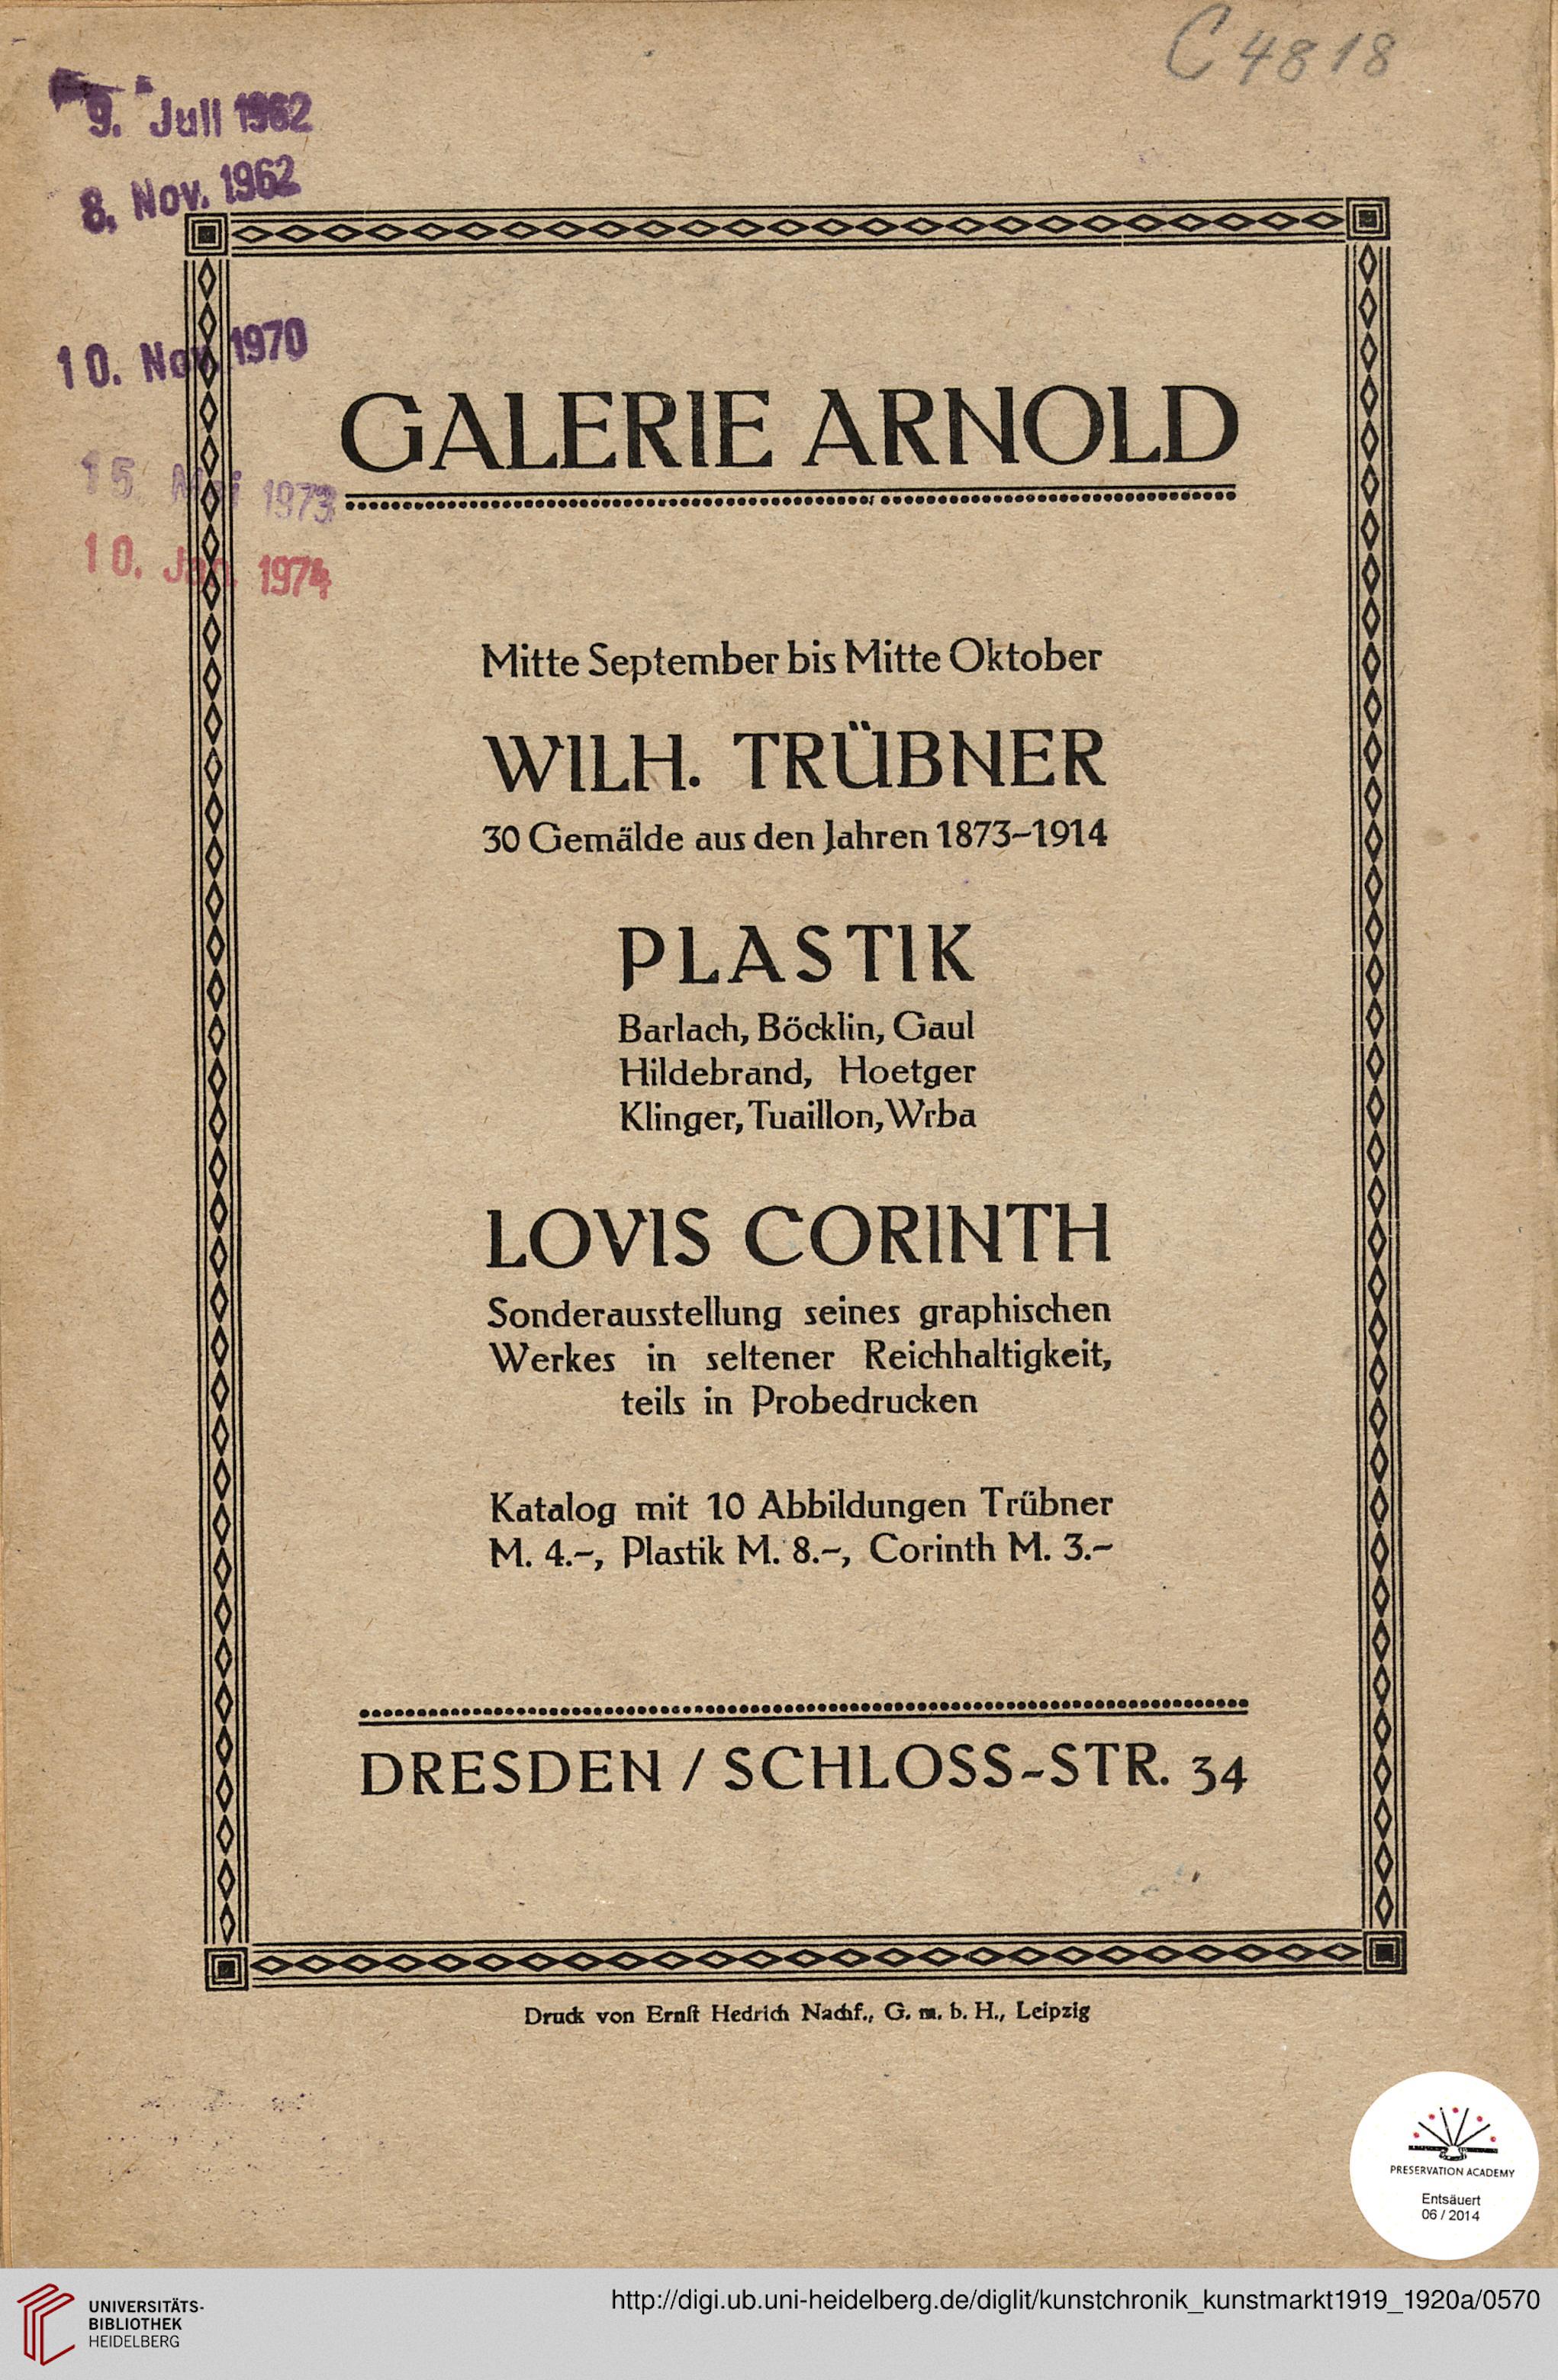 C 4818
9. Juli 1962
8. Nov. 1962
10. Nov. 1970
15 1973
10. Jan. 1974
GALERIE ARNOLD
Mitte September bis Mitte Oktober
WILH. TRÜBNER
30 Gemälde aus den Jahren 1873–1914
PLASTIK
Barlach, Böcklin, Gaul
Hildebrand, Hoetger
Klinger, Tuaillon, Wrba
LOVIS CORINTH
Sonderausstellung seines graphischen
Werkes in seltener Reichhaltigkeit,
teils in Probedrucken
Katalog mit 10 Abbildungen Trübner
M. 4.–, Plastik M. 8.–, Corinth M. 3.–
DRESDEN / SCHLOSS-STR. 34
Druck von Ernſt Hedrich Nachf., G. m. b. H., Leipzig
PRESERVATION ACADEMY
Entsäuert
06 / 2014
UNIVERSITÄTS-
BIBLIOTHEK
HEIDELBERG
http://digi.ub.uni-heidelberg.de/diglit/kunstchronik_kunstmarkt1919_1920a/0570